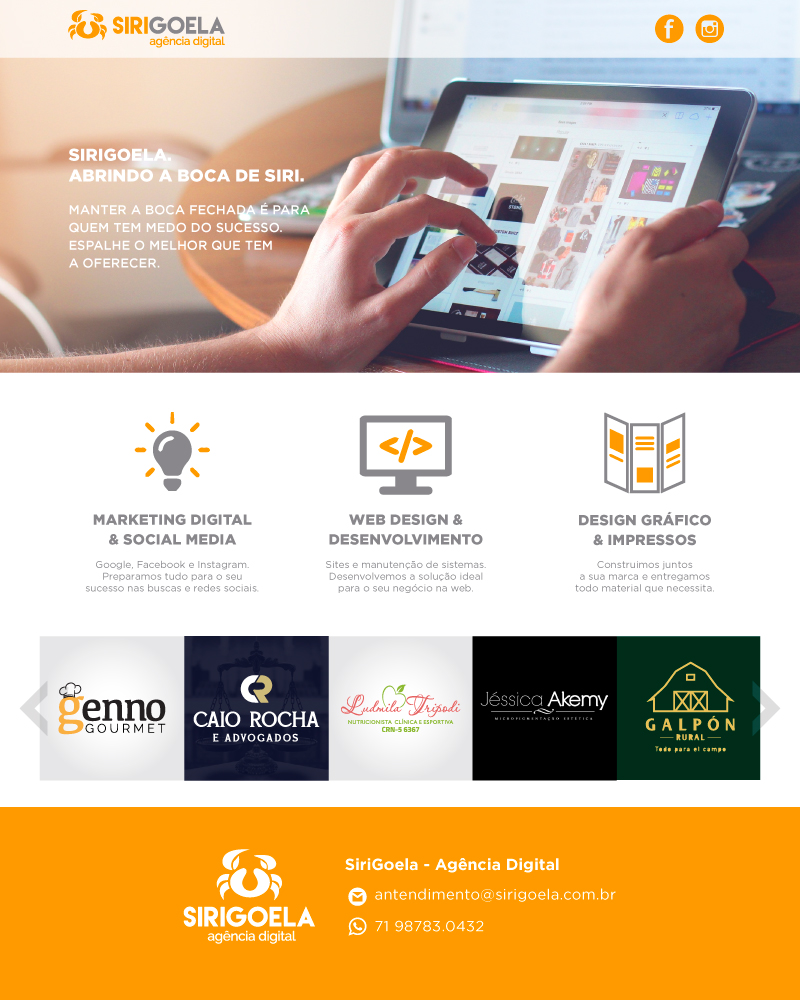 SIRIGOELA
agência digital
SIRIGOELA.
ABRINDO A BOCA DE SIRI.
MANTER A BOCA FECHADA É PARA
QUEM TEM MEDO DO SUCESSO.
ESPALHE O MELHOR QUE TEM
A OFERECER.
MARKETING DIGITAL
& SOCIAL MEDIA
Google, Facebook e Instagram.
Preparamos tudo para o seu
sucesso nas buscas e redes sociais.
WEB DESIGN &
DESENVOLVIMENTO
Sites e manutenção de sistemas.
Desenvolvemos a solução ideal
para o seu negócio na web.
DESIGN GRÁFICO
& IMPRESSOS
Construimos juntos
a sua marca e entregamos
todo material que necessita.
genno
GOURMET
CR
CAIO ROCHA
E ADVOGADOS
Ludmila Tripodi
NUTRICIONISTA CLÍNICA E ESPORTIVA
CRN-5 6367
Jéssica Akemy
MICROPIGMENTAÇÃO ESTÉTICA
GALPÓN
RURAL
Todo para el campo
SIRIGOELA
agência digital
SiriGoela - Agência Digital
antendimento@sirigoela.com.br
71 98783.0432